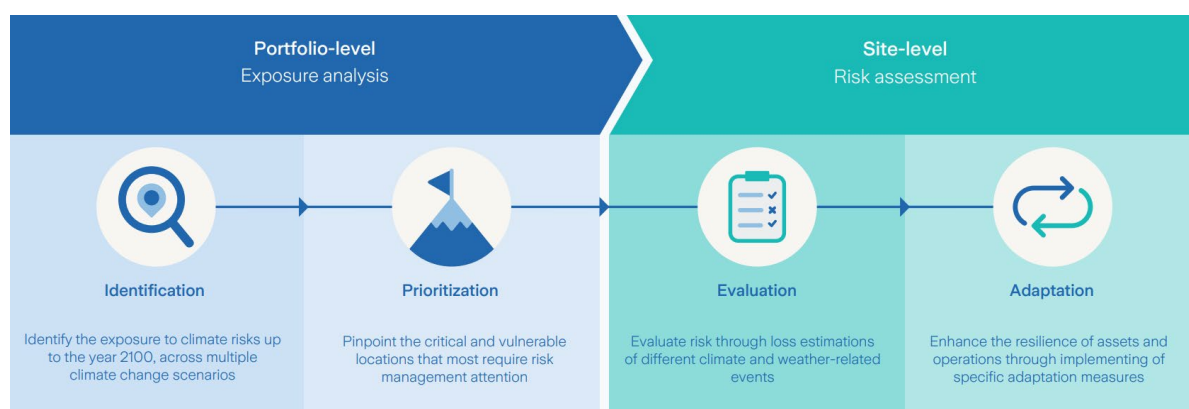 Portfolio-level
Exposure analysis
Site-level
Risk assessment
Identification
Identify the exposure to climate risks up
to the year 2100, across multiple
climate change scenarios
Prioritization
Pinpoint the critical and vulnerable
locations that most require risk
management attention
Evaluation
Evaluate risk through loss estimations
of different climate and weather-related
events
Adaptation
Enhance the resilience of assets and
operations through implementing of
specific adaptation measures